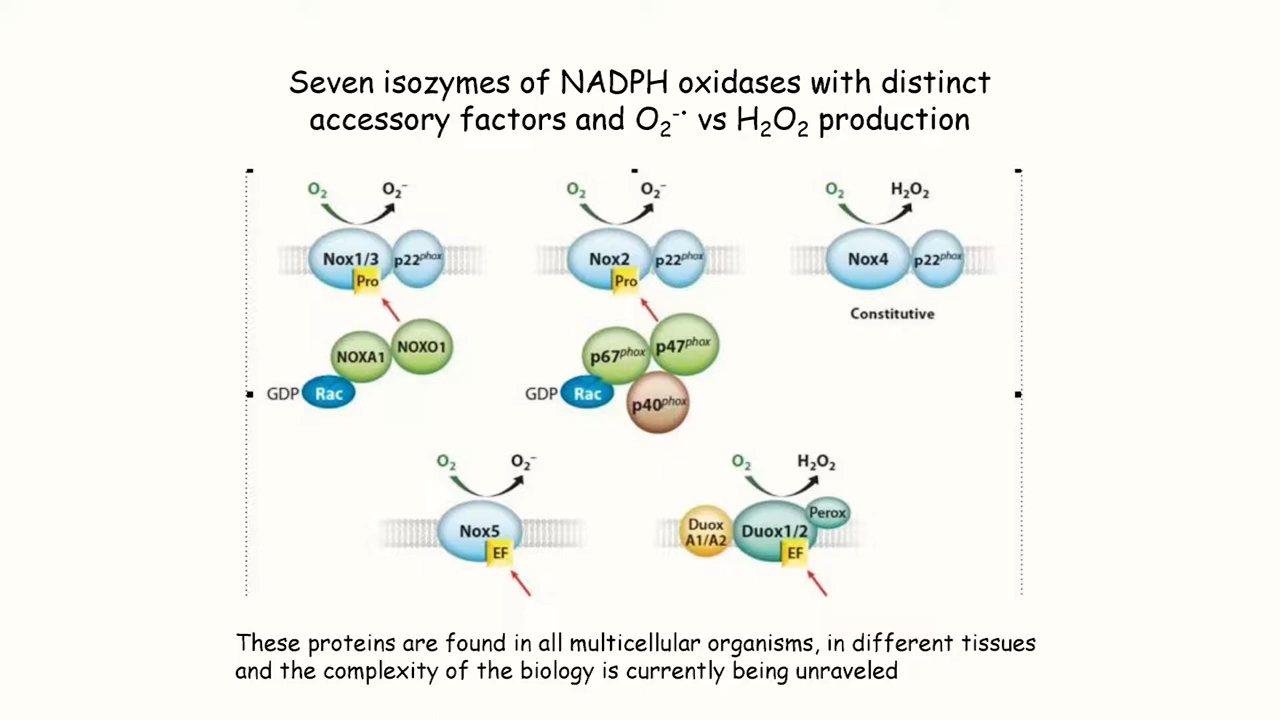 Seven isozymes of NADPH oxidases with distinct
accessory factors and O₂⁻· vs H₂O₂ production
O₂ O₂⁻
Nox1/3 p22phox
Pro
NOXA1 NOXO1
GDP Rac
O₂ O₂⁻
Nox2 p22phox
Pro
p67phox p47phox
GDP Rac
p40phox
O₂ H₂O₂
Nox4 p22phox
Constitutive
O₂ O₂⁻
Nox5
EF
O₂ H₂O₂
Perox
Duox
A1/A2
Duox1/2
EF
These proteins are found in all multicellular organisms, in different tissues
and the complexity of the biology is currently being unraveled